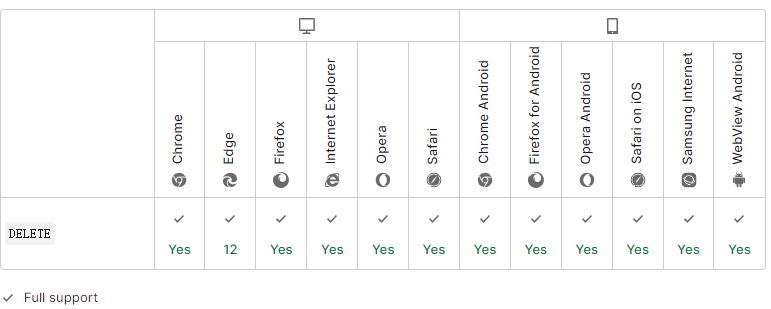 Chrome
Edge
Firefox
Internet Explorer
Opera
Safari
Chrome Android
Firefox for Android
Opera Android
Safari on iOS
Samsung Internet
WebView Android
DELETE
Yes 12 Yes Yes Yes Yes Yes Yes Yes Yes Yes Yes
Full support